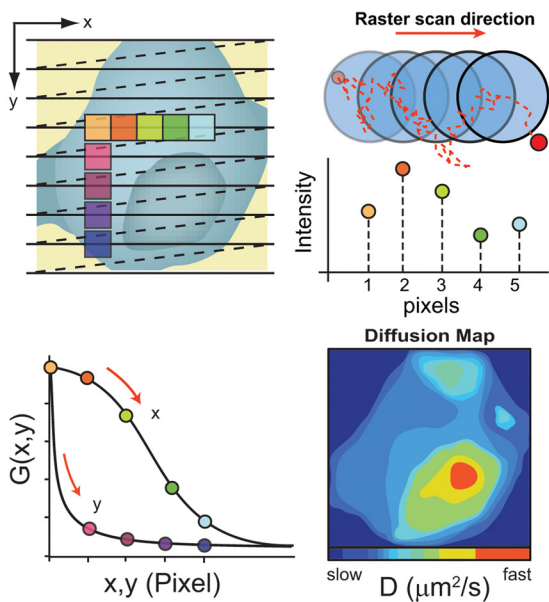 x
y
Raster scan direction
Intensity
1 2 3 4 5
pixels
G(x,y)
x
y
x,y (Pixel)
Diffusion Map
slow fast
D (μm²/s)